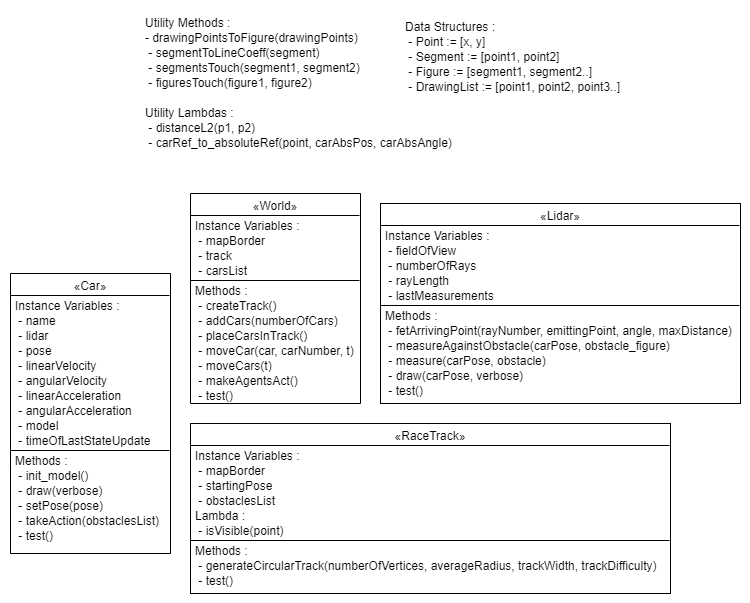 Utility Methods :
- drawingPointsToFigure(drawingPoints)
- segmentToLineCoeff(segment)
- segmentsTouch(segment1, segment2)
- figuresTouch(figure1, figure2)
Utility Lambdas :
- distanceL2(p1, p2)
- carRef_to_absoluteRef(point, carAbsPos, carAbsAngle)
Data Structures :
- Point := [x, y]
- Segment := [point1, point2]
- Figure := [segment1, segment2..]
- DrawingList := [point1, point2, point3..]
«Car»
Instance Variables :
- name
- lidar
- pose
- linearVelocity
- angularVelocity
- linearAcceleration
- angularAcceleration
- model
- timeOfLastStateUpdate
Methods :
- init_model()
- draw(verbose)
- setPose(pose)
- takeAction(obstaclesList)
- test()
«World»
Instance Variables :
- mapBorder
- track
- carsList
Methods :
- createTrack()
- addCars(numberOfCars)
- placeCarsInTrack()
- moveCar(car, carNumber, t)
- moveCars(t)
- makeAgentsAct()
- test()
«Lidar»
Instance Variables :
- fieldOfView
- numberOfRays
- rayLength
- lastMeasurements
Methods :
- fetArrivingPoint(rayNumber, emittingPoint, angle, maxDistance)
- measureAgainstObstacle(carPose, obstacle_figure)
- measure(carPose, obstacle)
- draw(carPose, verbose)
- test()
«RaceTrack»
Instance Variables :
- mapBorder
- startingPose
- obstaclesList
Lambda :
- isVisible(point)
Methods :
- generateCircularTrack(numberOfVertices, averageRadius, trackWidth, trackDifficulty)
- test()